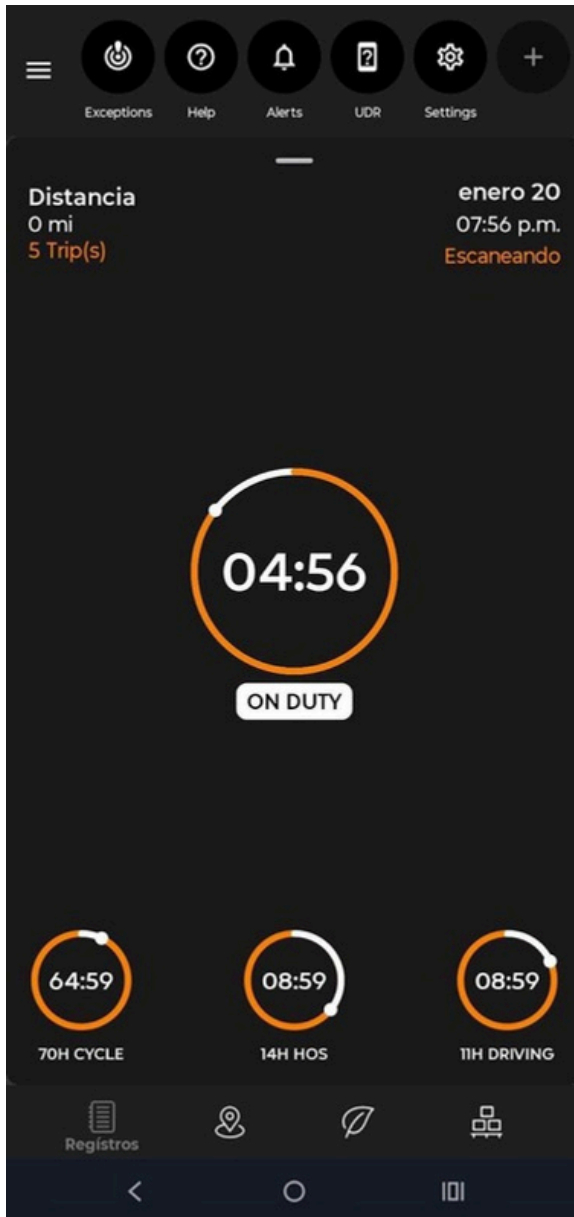 Exceptions
Help
Alerts
UDR
Settings
Distancia
0 mi
5 Trip(s)
enero 20
07:56 p.m.
Escaneando
04:56
ON DUTY
64:59
08:59
08:59
70H CYCLE
14H HOS
11H DRIVING
Regístros